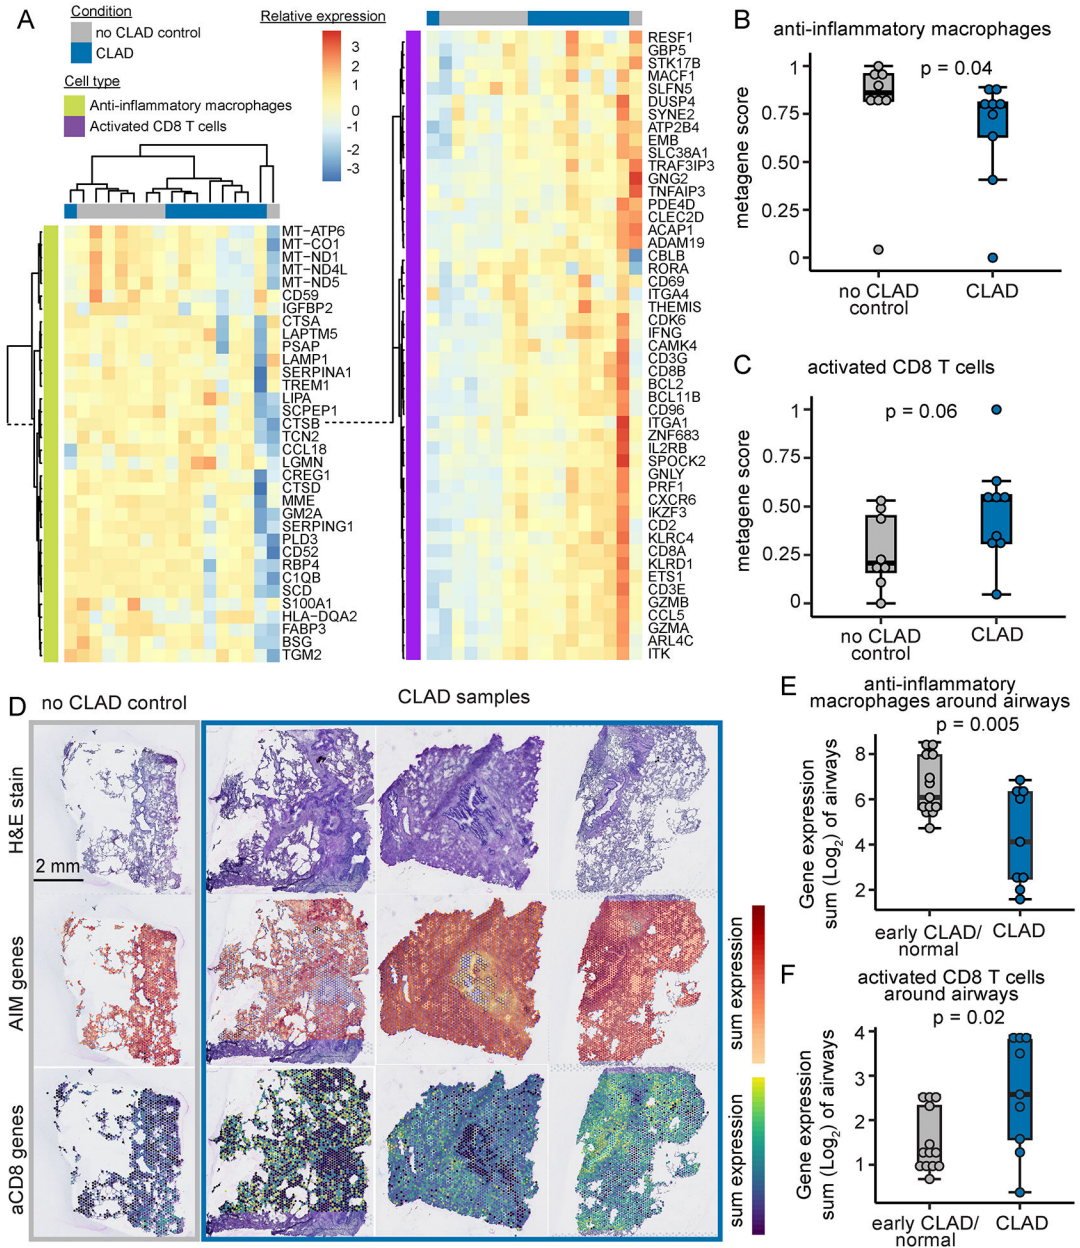 A
Condition
no CLAD control
CLAD
Cell type
Anti-inflammatory macrophages
Activated CD8 T cells
Relative expression
3
2
1
0
-1
-2
-3
MT−ATP6
MT−CO1
MT−ND1
MT−ND4L
MT−ND5
CD59
IGFBP2
CTSA
LAPTM5
PSAP
LAMP1
SERPINA1
TREM1
LIPA
SCPEP1
CTSB
TCN2
CCL18
LGMN
CREG1
CTSD
MME
GM2A
SERPING1
PLD3
CD52
RBP4
C1QB
SCD
S100A1
HLA−DQA2
FABP3
BSG
TGM2
RESF1
GBP5
STK17B
MACF1
SLFN5
DUSP4
SYNE2
ATP2B4
EMB
SLC38A1
TRAF3IP3
GNG2
TNFAIP3
PDE4D
CLEC2D
ACAP1
ADAM19
CBLB
RORA
CD69
ITGA4
THEMIS
CDK6
IFNG
CAMK4
CD3G
CD8B
BCL2
BCL11B
CD96
ITGA1
ZNF683
IL2RB
SPOCK2
GNLY
PRF1
CXCR6
IKZF3
CD2
KLRC4
CD8A
KLRD1
ETS1
CD3E
GZMB
CCL5
GZMA
ARL4C
ITK
B
anti-inflammatory macrophages
p = 0.04
metagene score
1
0.75
0.50
0.25
0
no CLAD
control
CLAD
C
activated CD8 T cells
p = 0.06
metagene score
1
0.75
0.50
0.25
0
no CLAD
control
CLAD
D
no CLAD control
CLAD samples
H&E stain
2 mm
AIM genes
aCD8 genes
sum expression
sum expression
E
anti-inflammatory
macrophages around airways
p = 0.005
Gene expression
sum (Log2) of airways
8
6
4
2
early CLAD/
normal
CLAD
F
activated CD8 T cells
around airways
p = 0.02
Gene expression
sum (Log2) of airways
4
3
2
1
early CLAD/
normal
CLAD